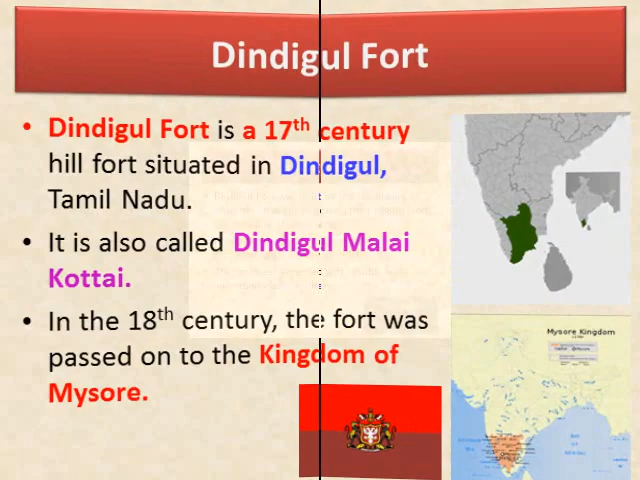 Dindigul Fort
• Dindigul Fort is a 17th century
hill fort situated in Dindigul,
Tamil Nadu.
• It is also called Dindigul Malai
Kottai.
• In the 18th century, the fort was
passed on to the Kingdom of
Mysore.
Mysore Kingdom